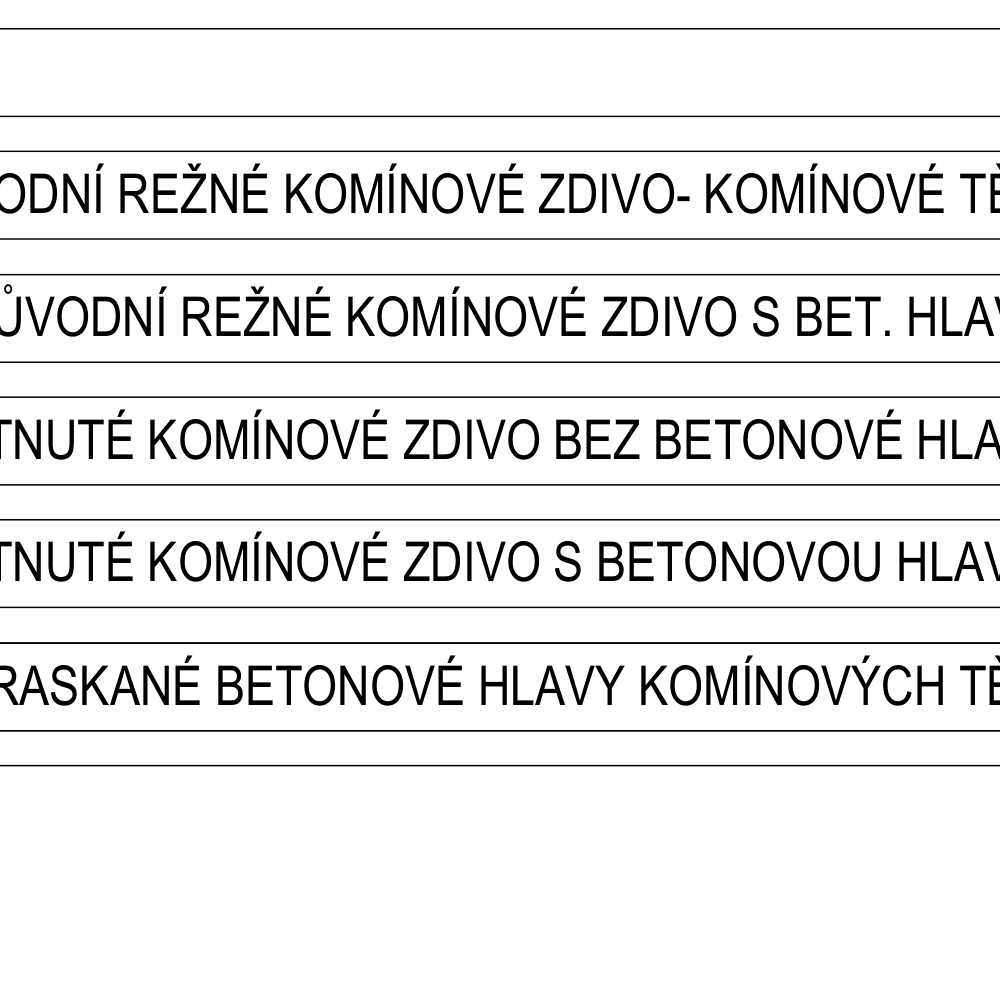 ODNÍ REŽNÉ KOMÍNOVÉ ZDIVO- KOMÍNOVÉ TĚ
ŮVODNÍ REŽNÉ KOMÍNOVÉ ZDIVO S BET. HLAV
TNUTÉ KOMÍNOVÉ ZDIVO BEZ BETONOVÉ HLA
TNUTÉ KOMÍNOVÉ ZDIVO S BETONOVOU HLAV
RASKANÉ BETONOVÉ HLAVY KOMÍNOVÝCH TĚ